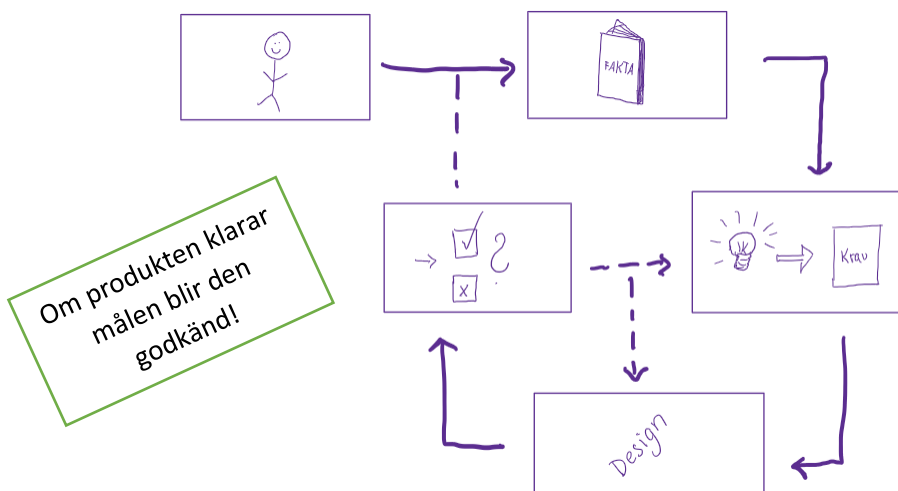 FAKTA
Om produkten klarar
målen blir den
godkänd!
x
?
Krav
Design